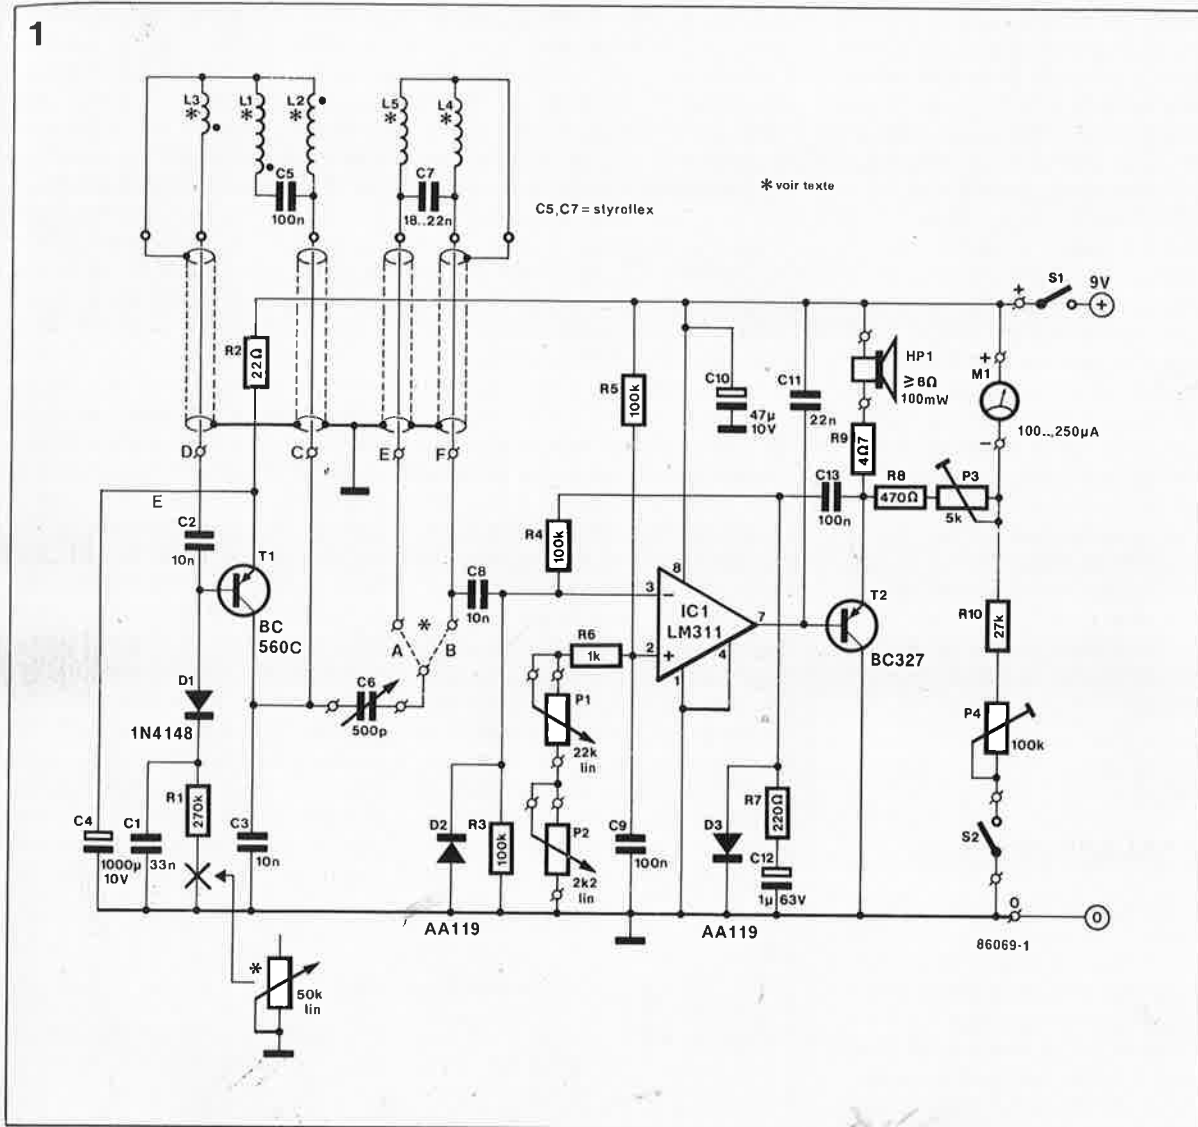 1
L3
*
L1
*
L2
*
L5
*
L4
*
C5
100n
C7
18..22n
* voir texte
C5,C7 = styroflex
S1
9V
+
+
R2
22Ω
R5
100k
C10
47µ
10V
C11
22n
HP1
≥8Ω
100mW
+
M1
100...250µA
−
R9
4Ω7
D
C
E
F
E
C13
100n
R8
470Ω
P3
5k
C2
10n
R4
100k
T1
BC
560C
C8
10n
8
3
−
IC1
LM311
7
2
+
4
1
T2
BC327
R10
27k
A
*
B
R6
1k
D1
1N4148
C6
500p
P1
22k
lin
P4
100k
R1
270k
C4
1000µ
10V
C1
33n
C3
10n
D2
R3
100k
P2
2k2
lin
C9
100n
D3
R7
220Ω
C12
1µ 63V
S2
0
0
AA119
AA119
86069-1
*
50k
lin